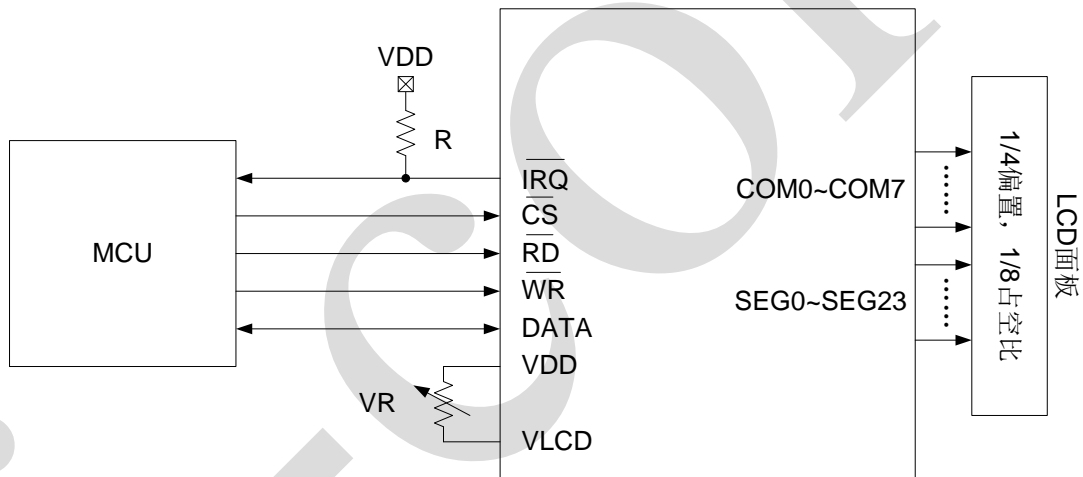 VDD
R
MCU
IRQ
CS
RD
WR
DATA
VDD
VLCD
VR
COM0~COM7
SEG0~SEG23
1/4偏置，1/8占空比
LCD面板